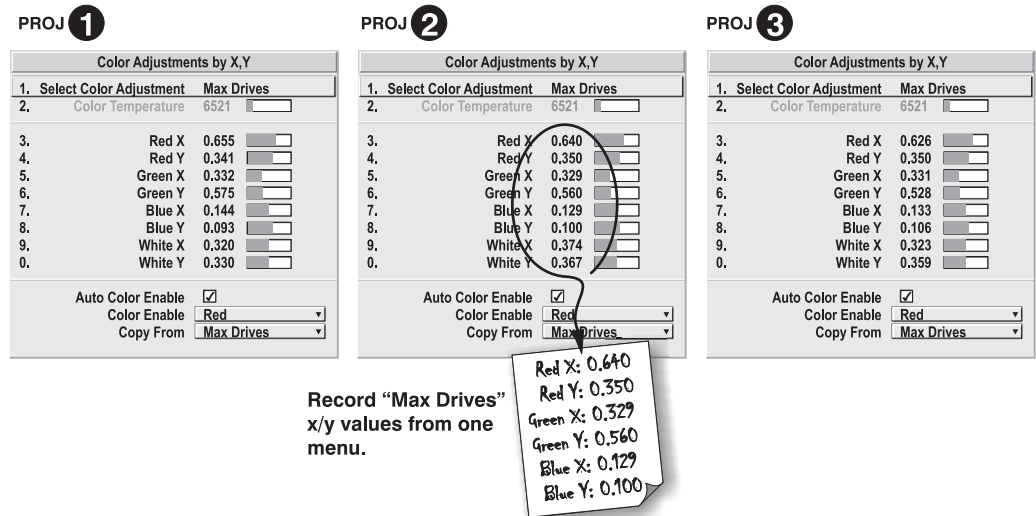 PROJ 1
Color Adjustments by X,Y
1. Select Color Adjustment Max Drives
2. Color Temperature 6521
3. Red X 0.655
4. Red Y 0.341
5. Green X 0.332
6. Green Y 0.575
7. Blue X 0.144
8. Blue Y 0.093
9. White X 0.320
0. White Y 0.330
Auto Color Enable
Color Enable Red
Copy From Max Drives
PROJ 2
Color Adjustments by X,Y
1. Select Color Adjustment Max Drives
2. Color Temperature 6521
3. Red X 0.640
4. Red Y 0.350
5. Green X 0.329
6. Green Y 0.560
7. Blue X 0.129
8. Blue Y 0.100
9. White X 0.374
0. White Y 0.367
Auto Color Enable
Color Enable Red
Copy From Max Drives
PROJ 3
Color Adjustments by X,Y
1. Select Color Adjustment Max Drives
2. Color Temperature 6521
3. Red X 0.626
4. Red Y 0.350
5. Green X 0.331
6. Green Y 0.528
7. Blue X 0.133
8. Blue Y 0.106
9. White X 0.323
0. White Y 0.359
Auto Color Enable
Color Enable Red
Copy From Max Drives
Record “Max Drives”
x/y values from one
menu.
Red X: 0.640
Red Y: 0.350
Green X: 0.329
Green Y: 0.560
Blue X: 0.129
Blue Y: 0.100